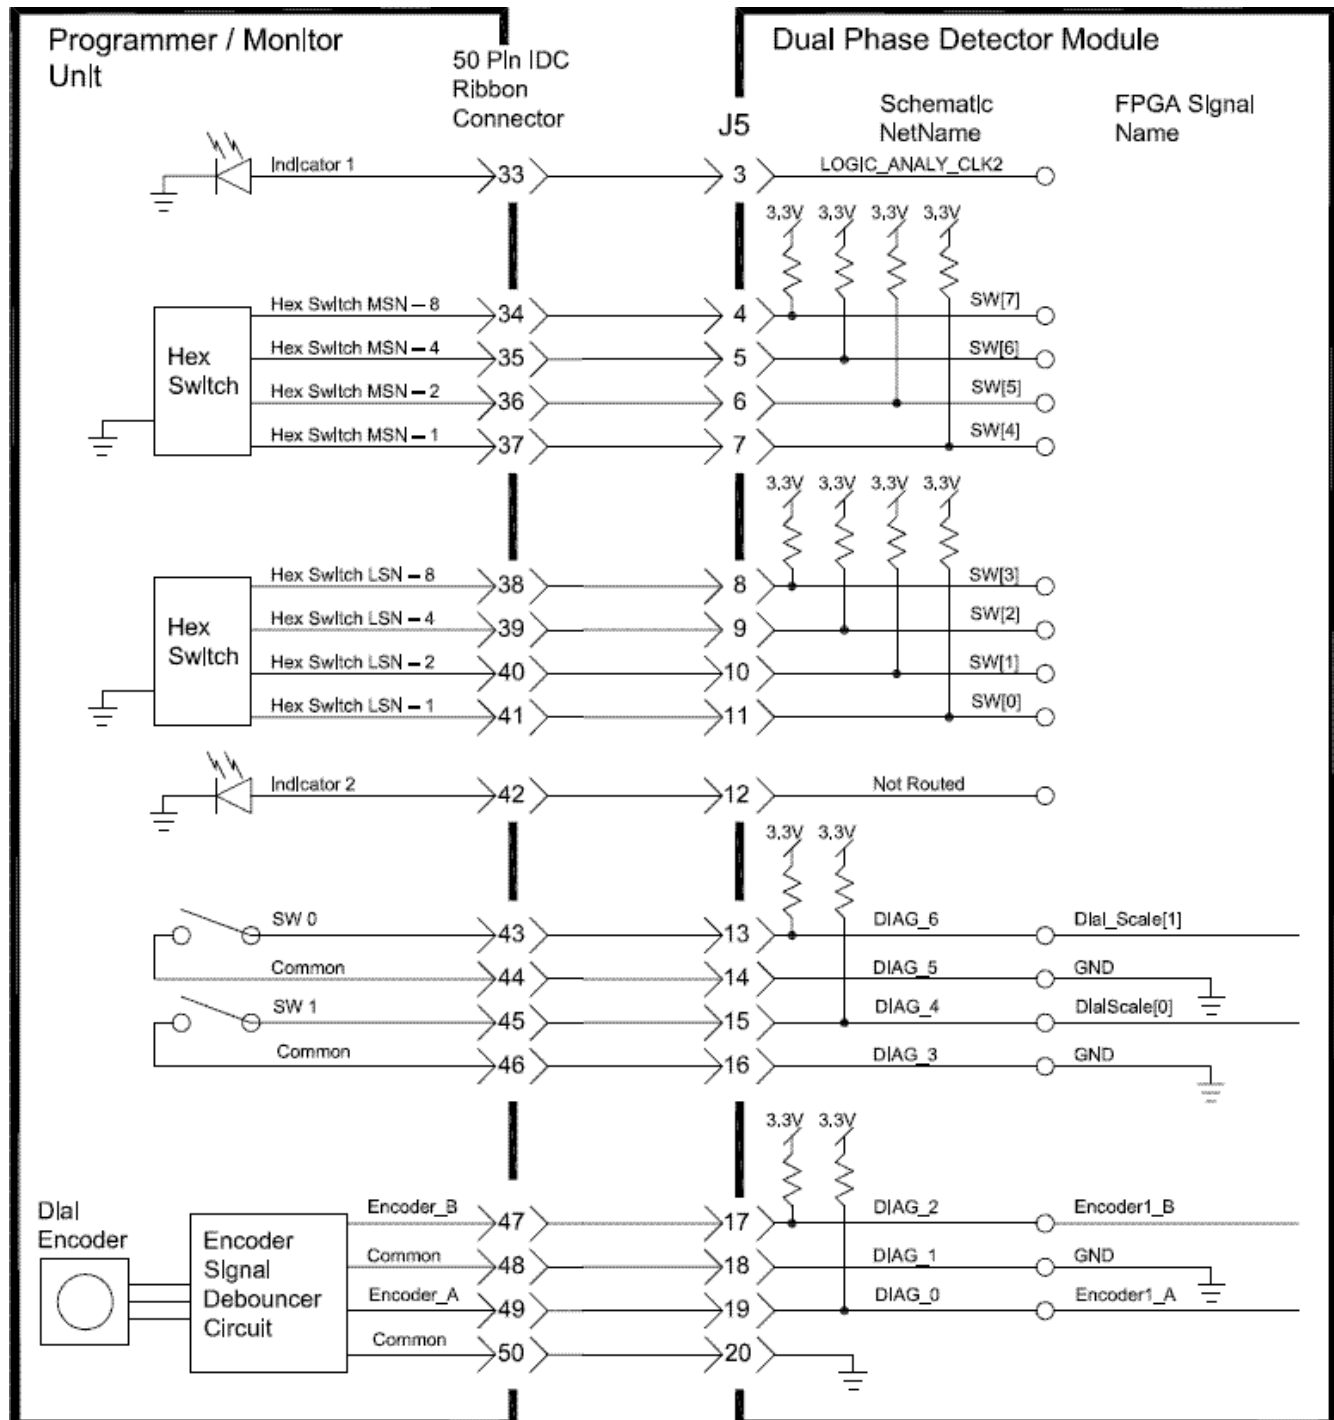 Programmer / Monitor
Unit
50 Pin IDC
Ribbon
Connector
Dual Phase Detector Module
J5
Schematic
NetName
FPGA Signal
Name
Indicator 1
33
3
LOGIC_ANALY_CLK2
3.3V 3.3V 3.3V 3.3V
Hex
Switch
Hex Switch MSN – 8
34
4
SW[7]
Hex Switch MSN – 4
35
5
SW[6]
Hex Switch MSN – 2
36
6
SW[5]
Hex Switch MSN – 1
37
7
SW[4]
3.3V 3.3V 3.3V 3.3V
Hex
Switch
Hex Switch LSN – 8
38
8
SW[3]
Hex Switch LSN – 4
39
9
SW[2]
Hex Switch LSN – 2
40
10
SW[1]
Hex Switch LSN – 1
41
11
SW[0]
Indicator 2
42
12
Not Routed
3.3V 3.3V
SW 0
43
13
DIAG_6
Dial_Scale[1]
Common
44
14
DIAG_5
GND
SW 1
45
15
DIAG_4
DialScale[0]
Common
46
16
DIAG_3
GND
3.3V 3.3V
Dial
Encoder
Encoder
Signal
Debouncer
Circuit
Encoder_B
47
17
DIAG_2
Encoder1_B
Common
48
18
DIAG_1
GND
Encoder_A
49
19
DIAG_0
Encoder1_A
Common
50
20